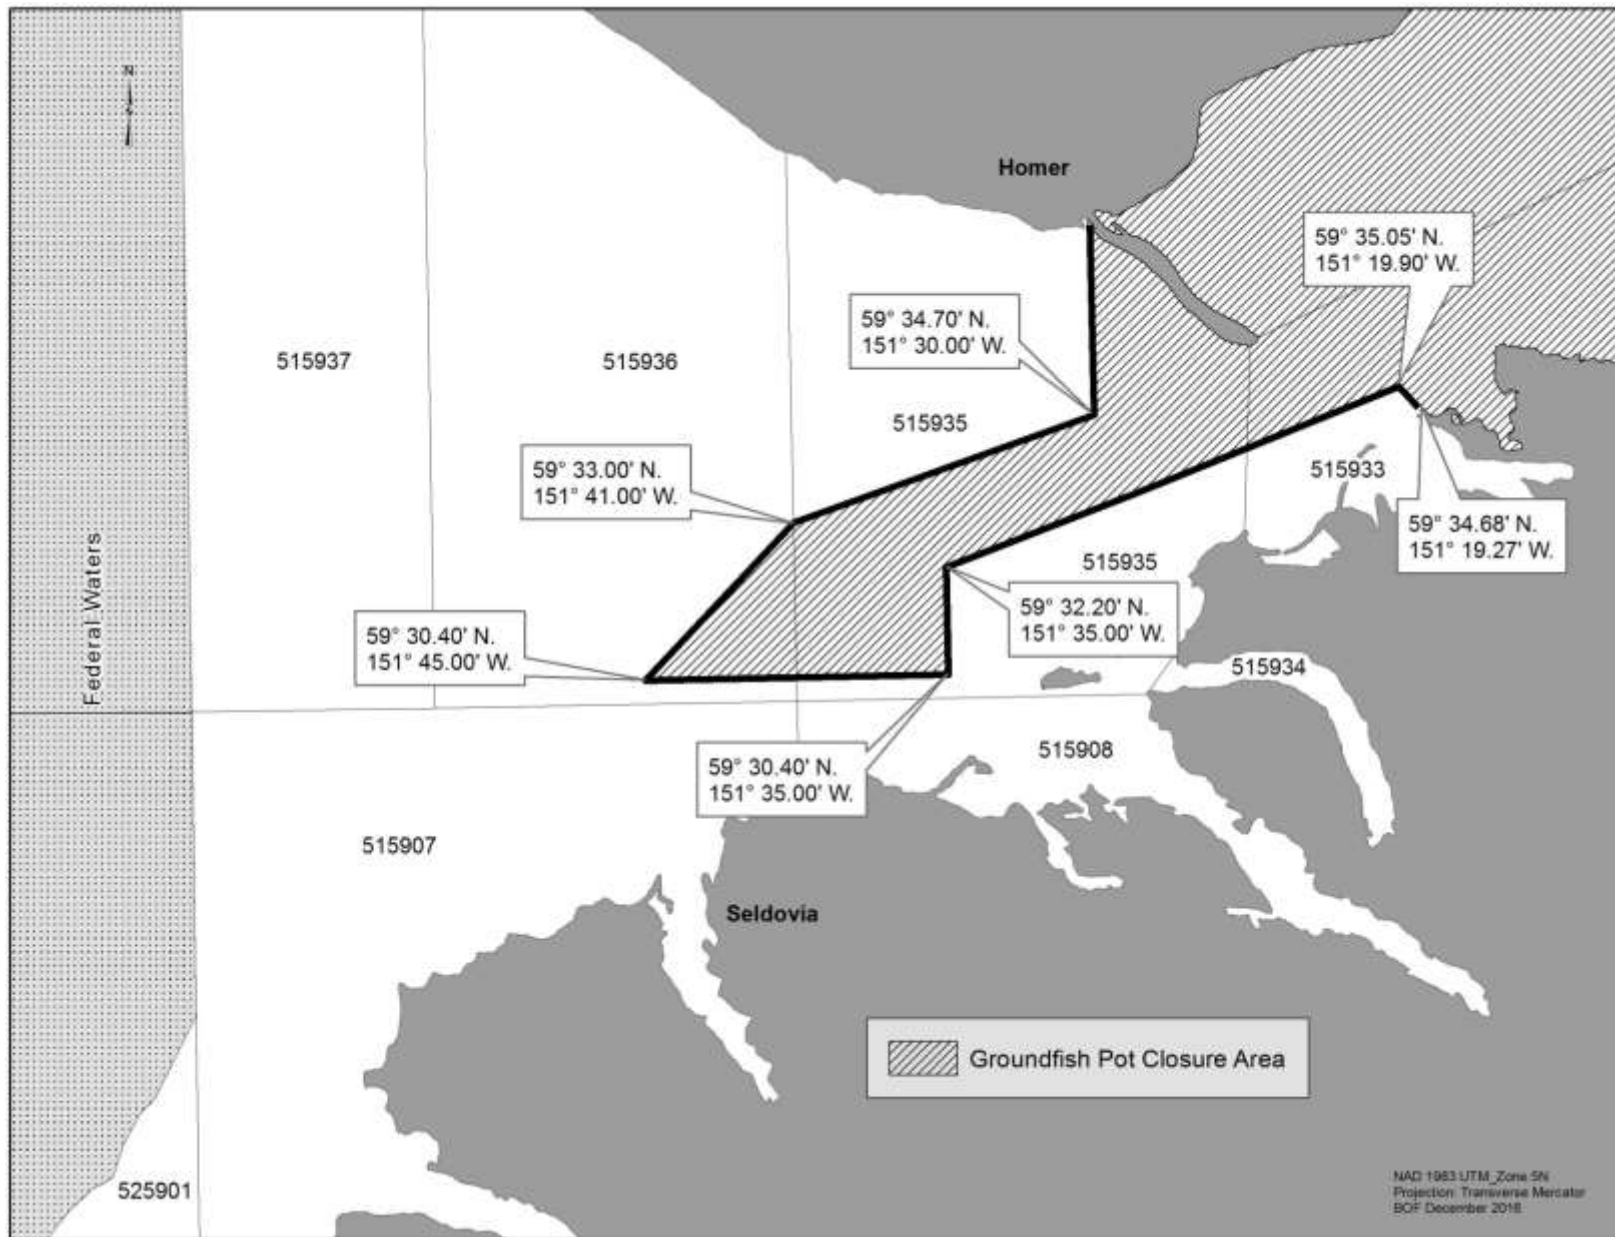 N
Homer
59° 35.05' N.
151° 19.90' W.
59° 34.70' N.
151° 30.00' W.
515937
515936
515935
59° 33.00' N.
151° 41.00' W.
515933
59° 34.68' N.
151° 19.27' W.
515935
59° 32.20' N.
151° 35.00' W.
59° 30.40' N.
151° 45.00' W.
Federal Waters
515934
59° 30.40' N.
151° 35.00' W.
515908
515907
Seldovia
Groundfish Pot Closure Area
525901
NAD 1983 UTM_Zone 5N
Projection: Transverse Mercator
BOF December 2016